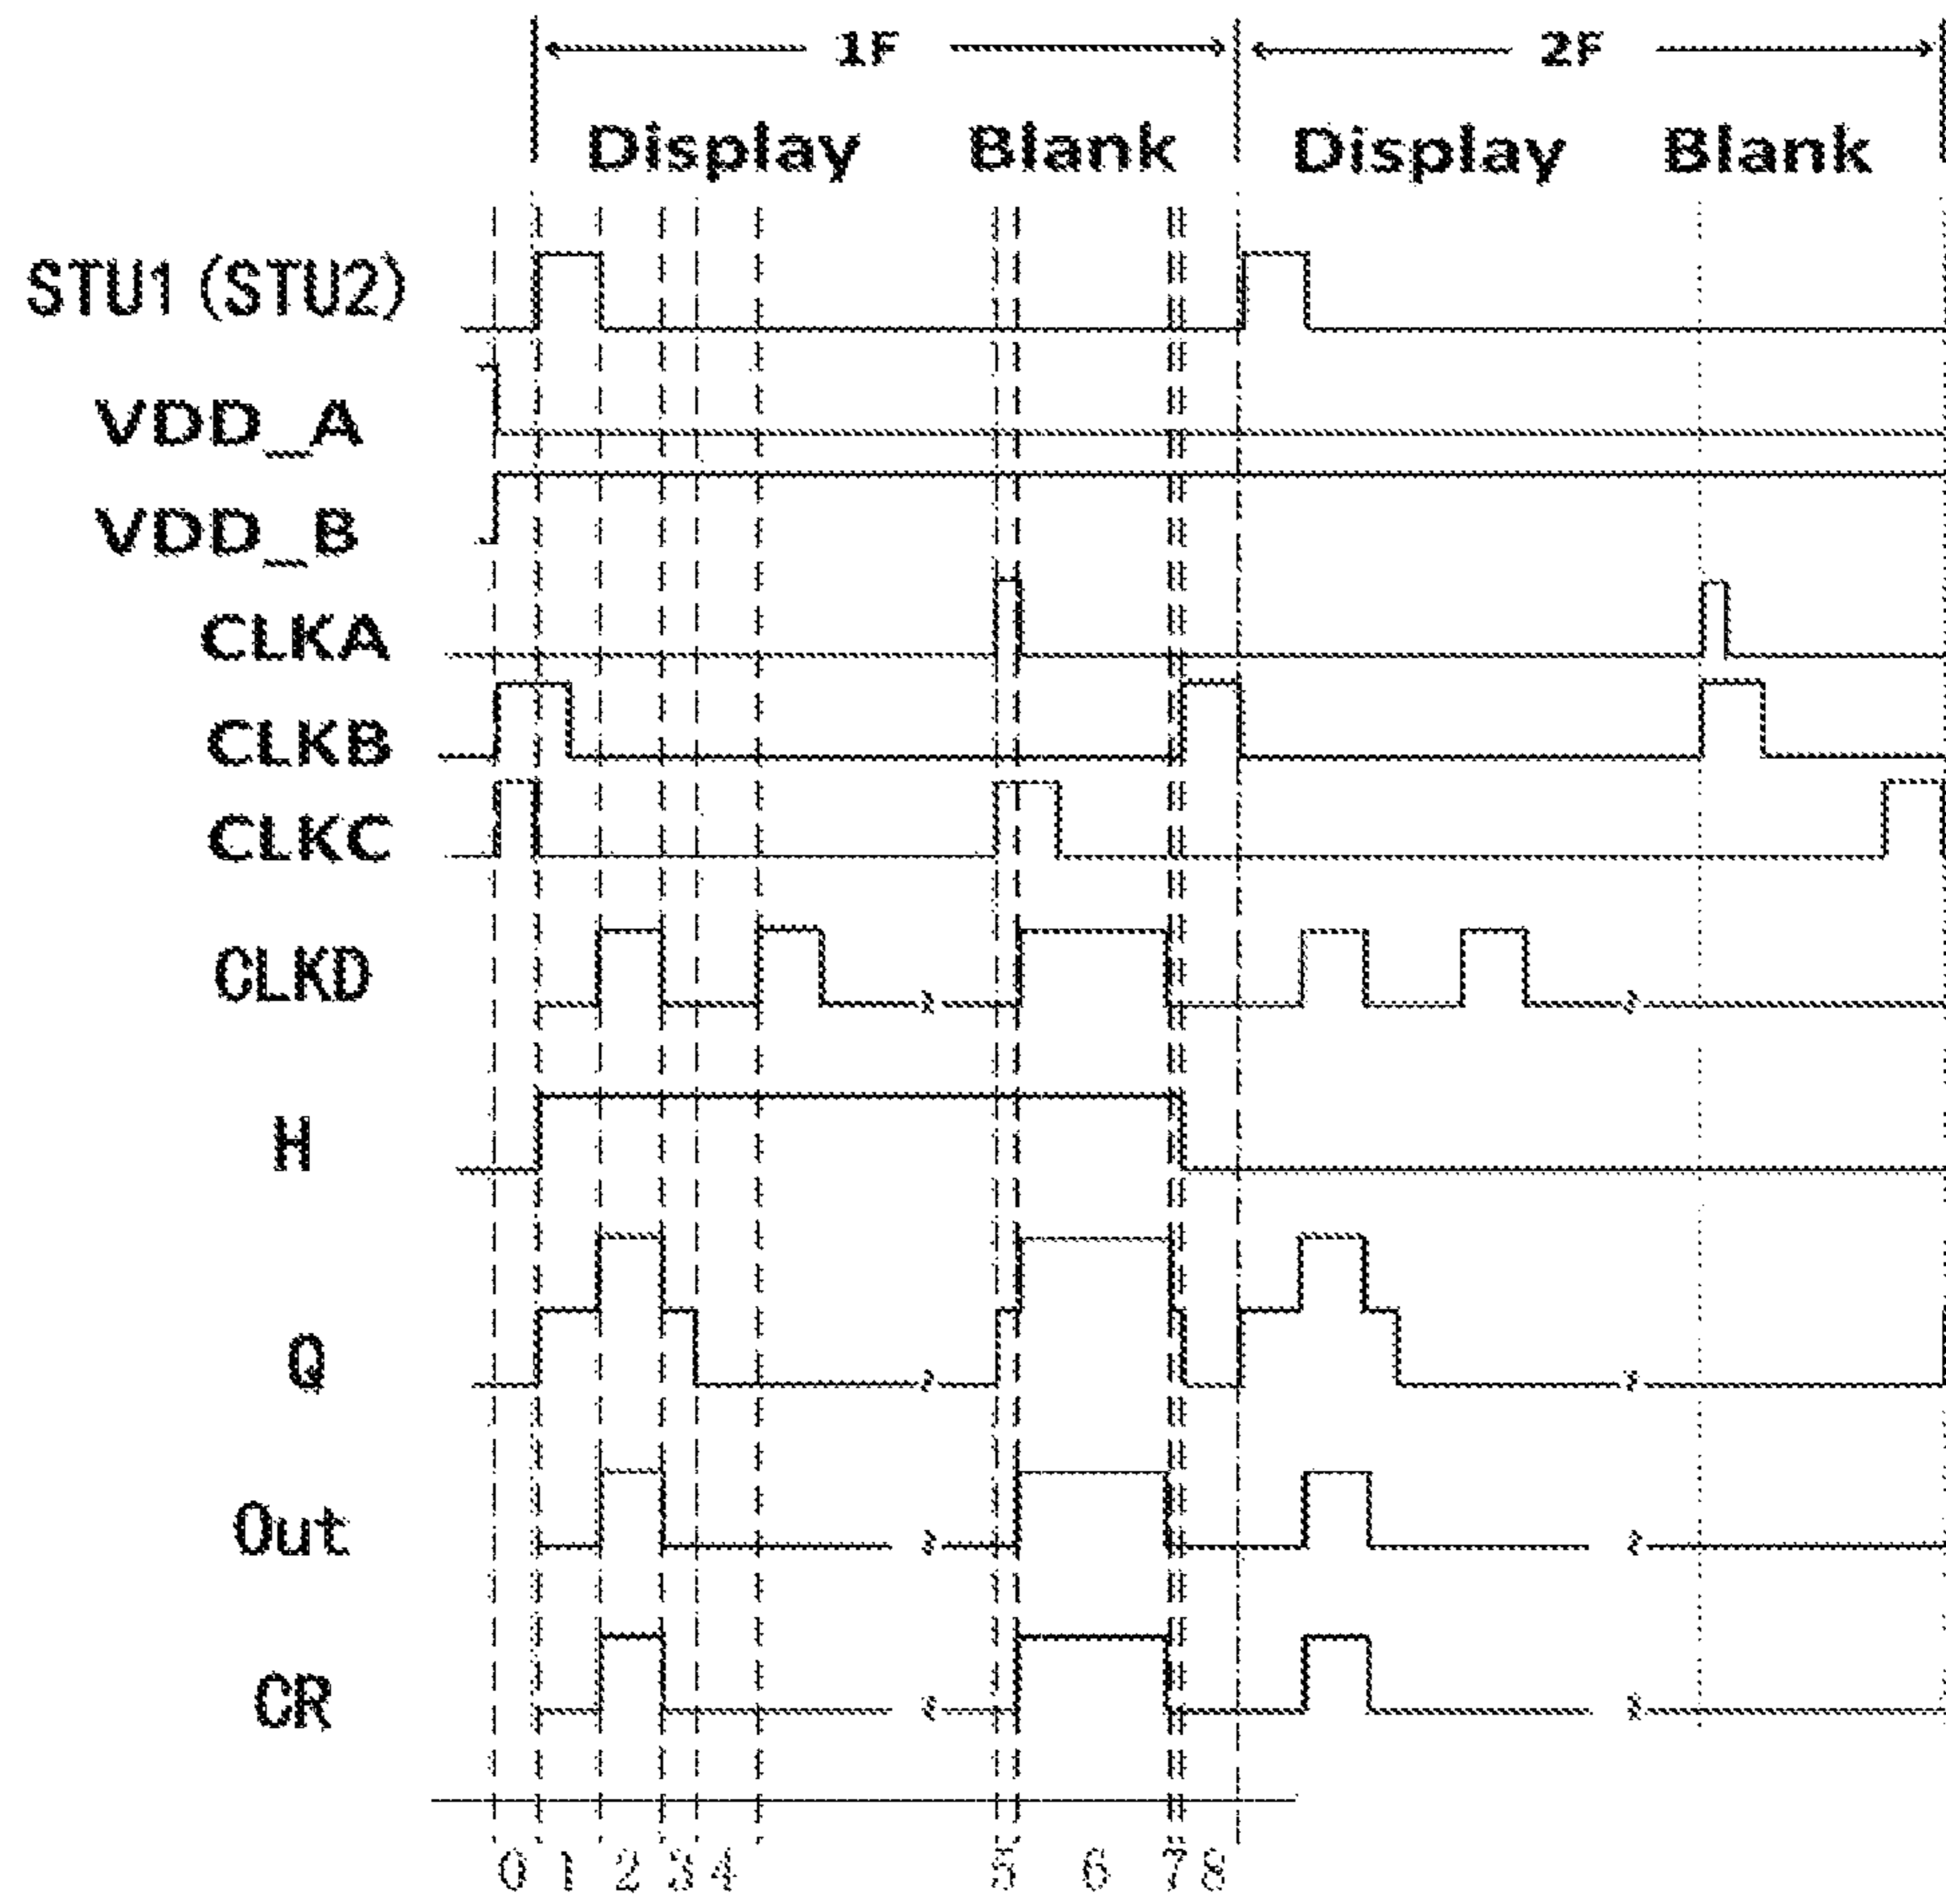 1F 2F
Display Blank Display Blank
STU1 (STU2)
VDD_A
VDD_B
CLKA
CLKB
CLKC
CLKD
H
Q
Out
CR
0 1 2 3 4 5 6 7 8